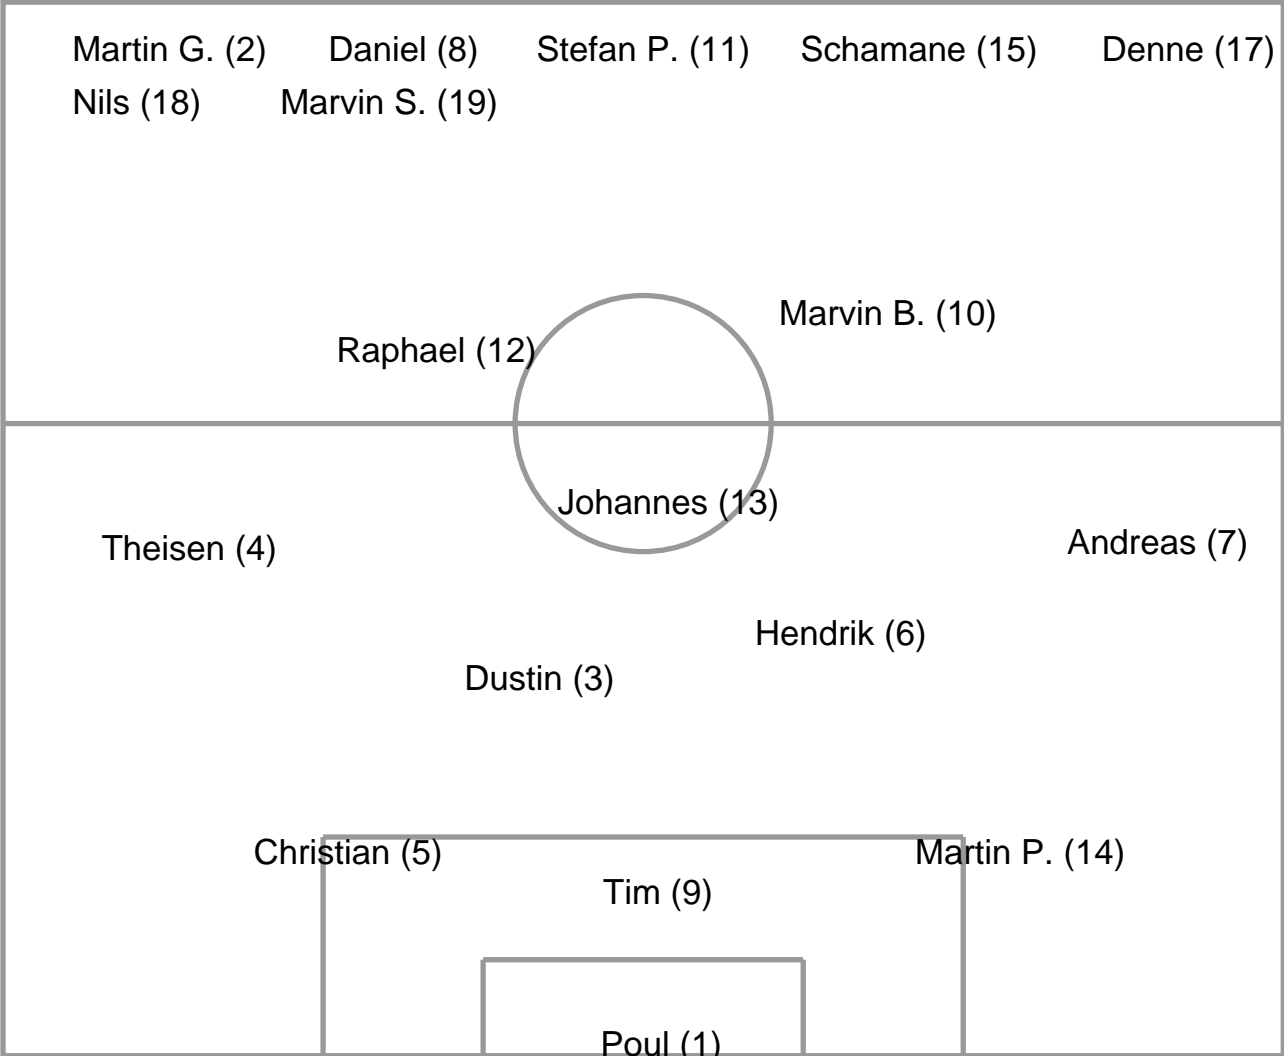 Martin G. (2) Daniel (8) Stefan P. (11) Schamane (15) Denne (17)
Nils (18) Marvin S. (19)
Marvin B. (10)
Raphael (12)
Johannes (13)
Theisen (4) Andreas (7)
Hendrik (6)
Dustin (3)
Christian (5) Martin P. (14)
Tim (9)
Poul (1)